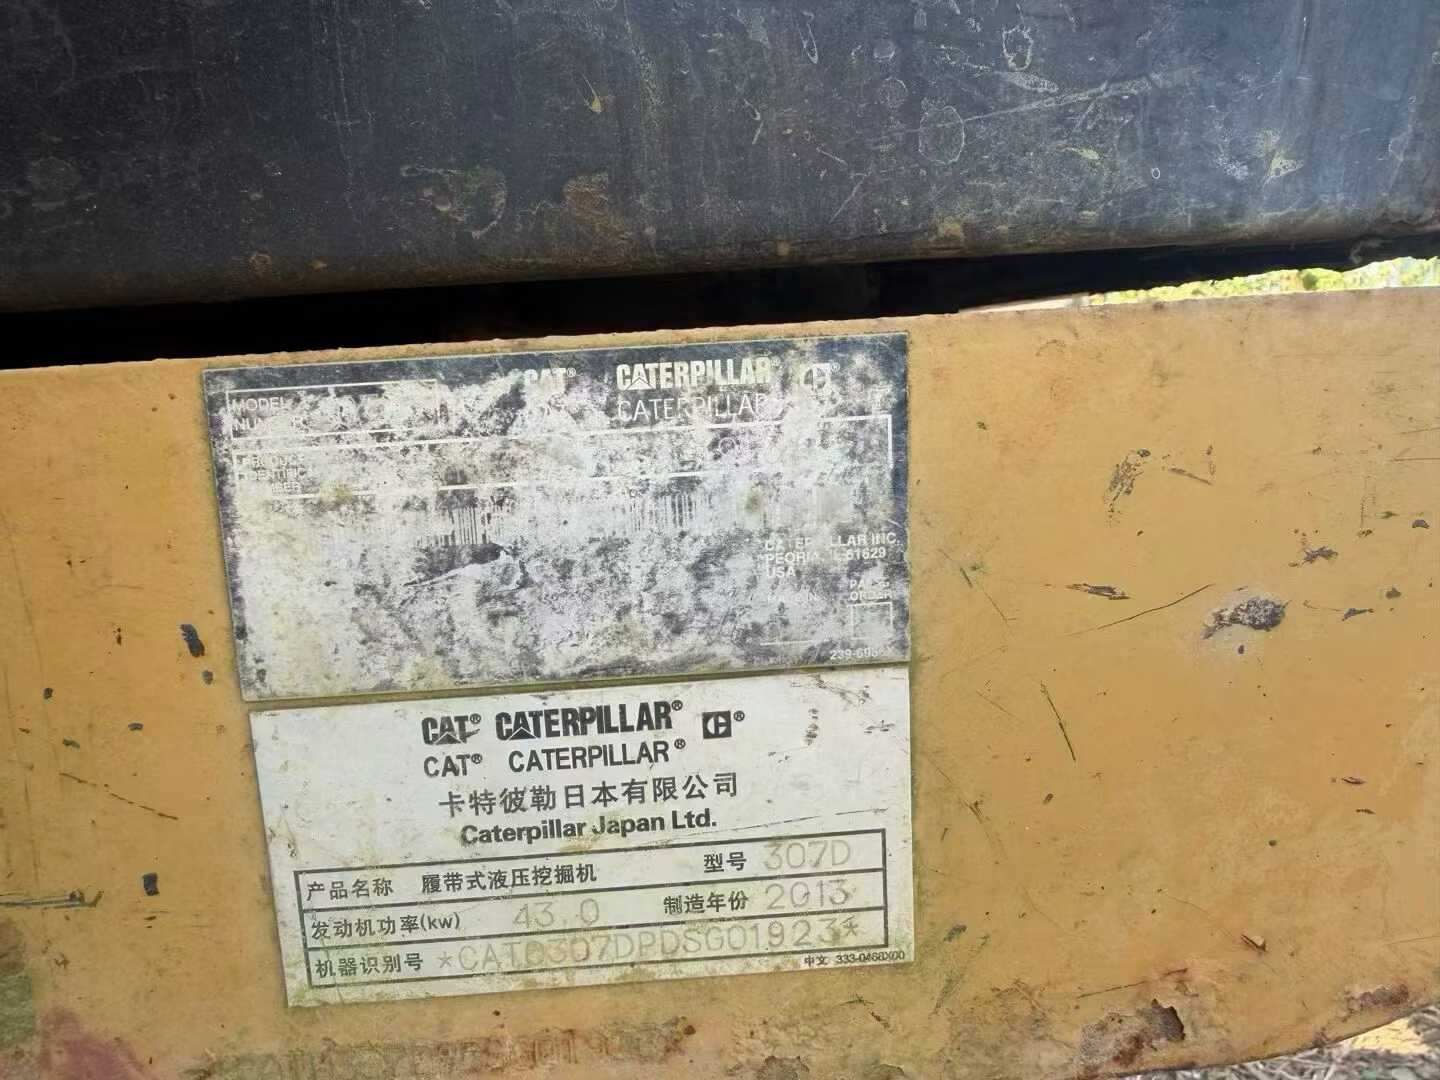 CAT® CATERPILLAR® ®
CATERPILLAR
MODEL
CATERPILLAR INC.
PEORIA, IL 61629
USA
ORDER
CAT® CATERPILLAR® ®
CAT® CATERPILLAR®
卡特彼勒日本有限公司
Caterpillar Japan Ltd.
产品名称 履带式液压挖掘机 型号 307D
发动机功率(kw) 43.0 制造年份 2013
机器识别号 *CAT0307DPDSG01923*
中文 333-0468X00